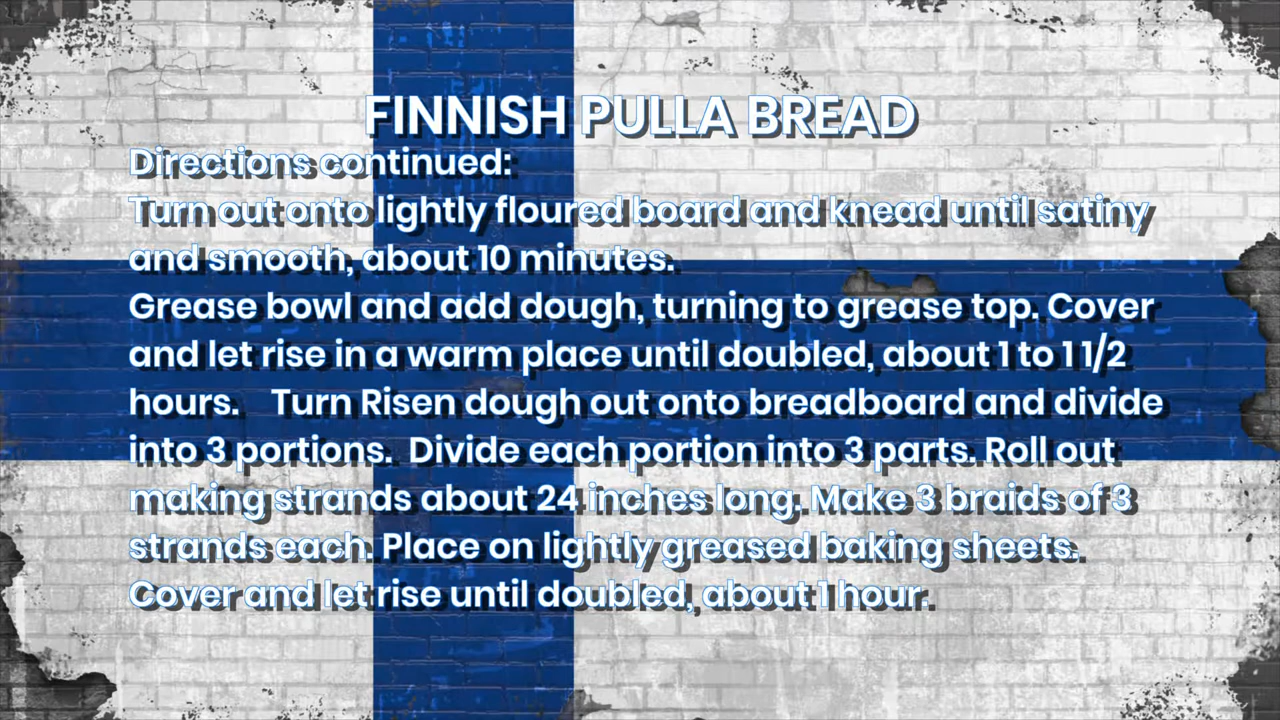 FINNISH PULLA BREAD
Directions continued:
Turn out onto lightly floured board and knead until satiny
and smooth, about 10 minutes.
Grease bowl and add dough, turning to grease top. Cover
and let rise in a warm place until doubled, about 1 to 1 1/2
hours.    Turn Risen dough out onto breadboard and divide
into 3 portions.  Divide each portion into 3 parts. Roll out
making strands about 24 inches long. Make 3 braids of 3
strands each. Place on lightly greased baking sheets.
Cover and let rise until doubled, about 1 hour.